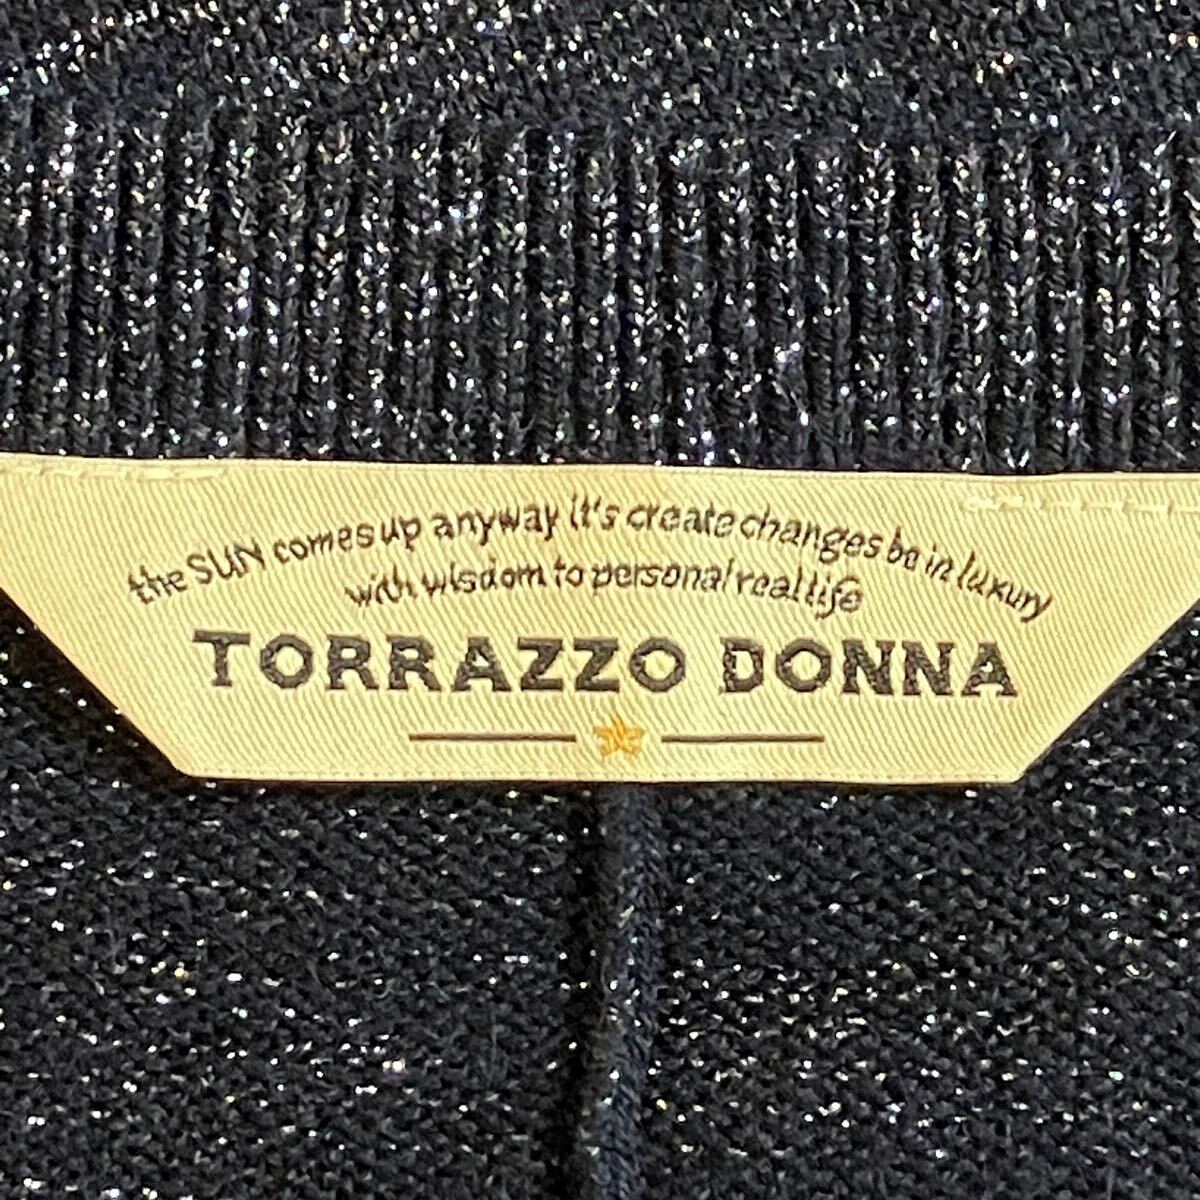 the SUN comes up anyway it's create changes be in luxury
with wisdom to personal real life
TORRAZZO DONNA